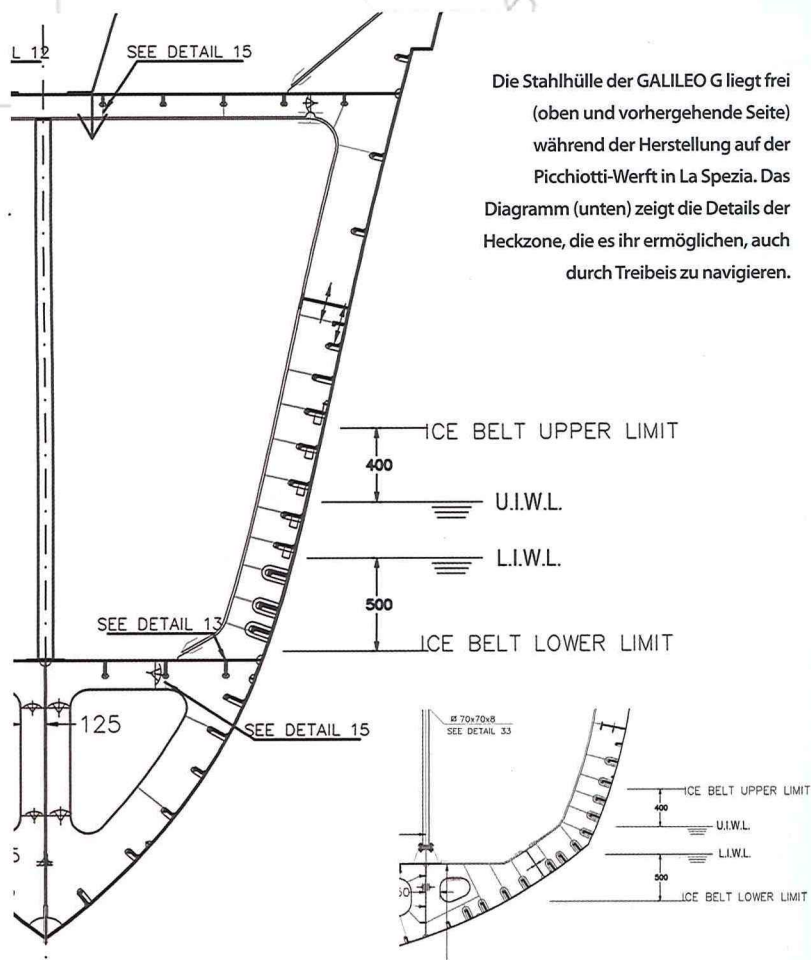 L 12
SEE DETAIL 15
Die Stahlhülle der GALILEO G liegt frei
(oben und vorhergehende Seite)
während der Herstellung auf der
Picchiotti-Werft in La Spezia. Das
Diagramm (unten) zeigt die Details der
Heckzone, die es ihr ermöglichen, auch
durch Treibeis zu navigieren.
ICE BELT UPPER LIMIT
400
U.I.W.L.
L.I.W.L.
500
ICE BELT LOWER LIMIT
SEE DETAIL 13
125
SEE DETAIL 15
5
Ø 70x70x8
SEE DETAIL 33
ICE BELT UPPER LIMIT
400
U.I.W.L.
L.I.W.L.
500
ICE BELT LOWER LIMIT